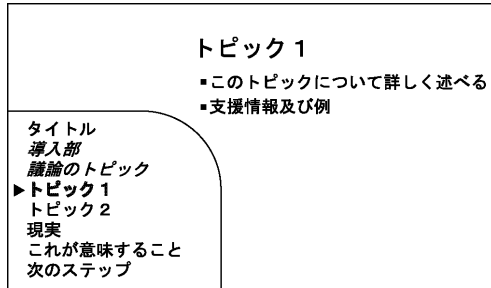 トピック 1
▪このトピックについて詳しく述べる
▪支援情報及び例
タイトル
導入部
議論のトピック
▶トピック 1
トピック 2
現実
これが意味すること
次のステップ